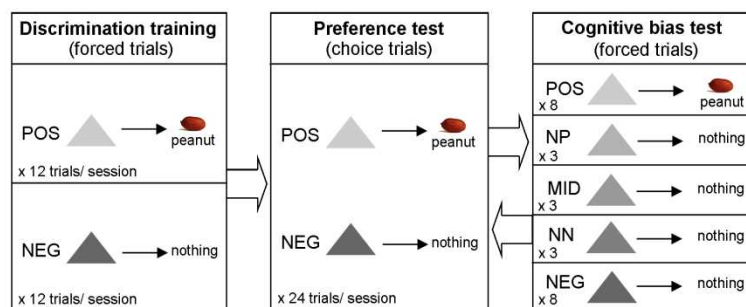 Discrimination training
(forced trials)
POS
peanut
x 12 trials/ session
NEG
nothing
x 12 trials/ session
Preference test
(choice trials)
POS
peanut
NEG
nothing
x 24 trials/ session
Cognitive bias test
(forced trials)
POS
x 8
peanut
NP
x 3
nothing
MID
x 3
nothing
NN
x 3
nothing
NEG
x 8
nothing